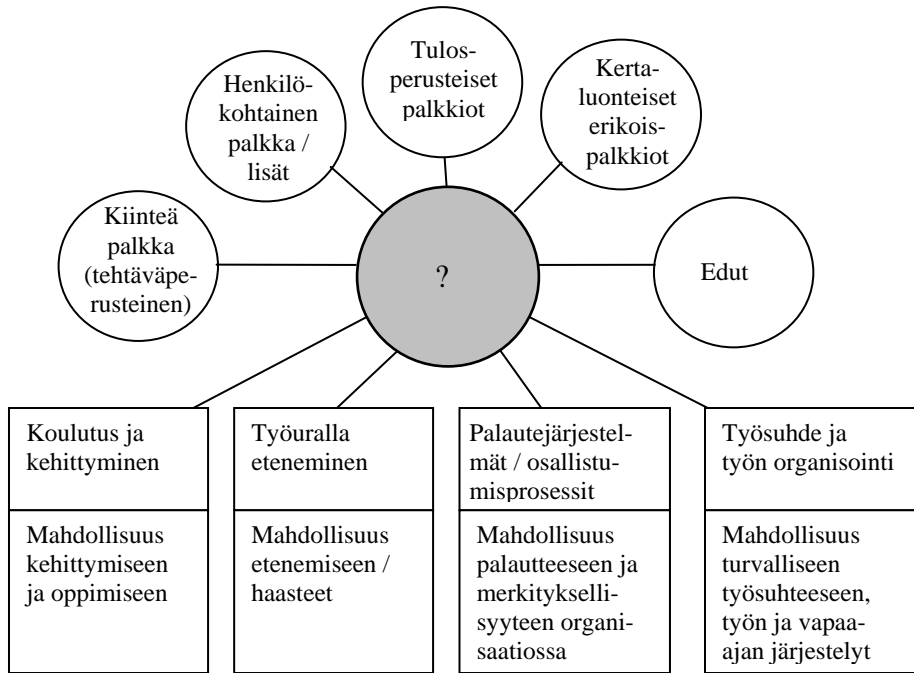 Tulos-
perusteiset
palkkiot
Henkilö-
kohtainen
palkka /
lisät
Kerta-
luonteiset
erikois-
palkkiot
Kiinteä
palkka
(tehtäväpe-
rusteinen)
?
Edut
Koulutus ja
kehittyminen
Työuralla
eteneminen
Palautejärjestel-
mät / osallistu-
misprosessit
Työsuhde ja
työn organisointi
Mahdollisuus
kehittymiseen
ja oppimiseen
Mahdollisuus
etenemiseen /
haasteet
Mahdollisuus
palautteeseen ja
merkityksелli-
syyteen organi-
saatiossa
Mahdollisuus
turvalliseen
työsuhteeseen,
työn ja vapaa-
ajan järjestelyt